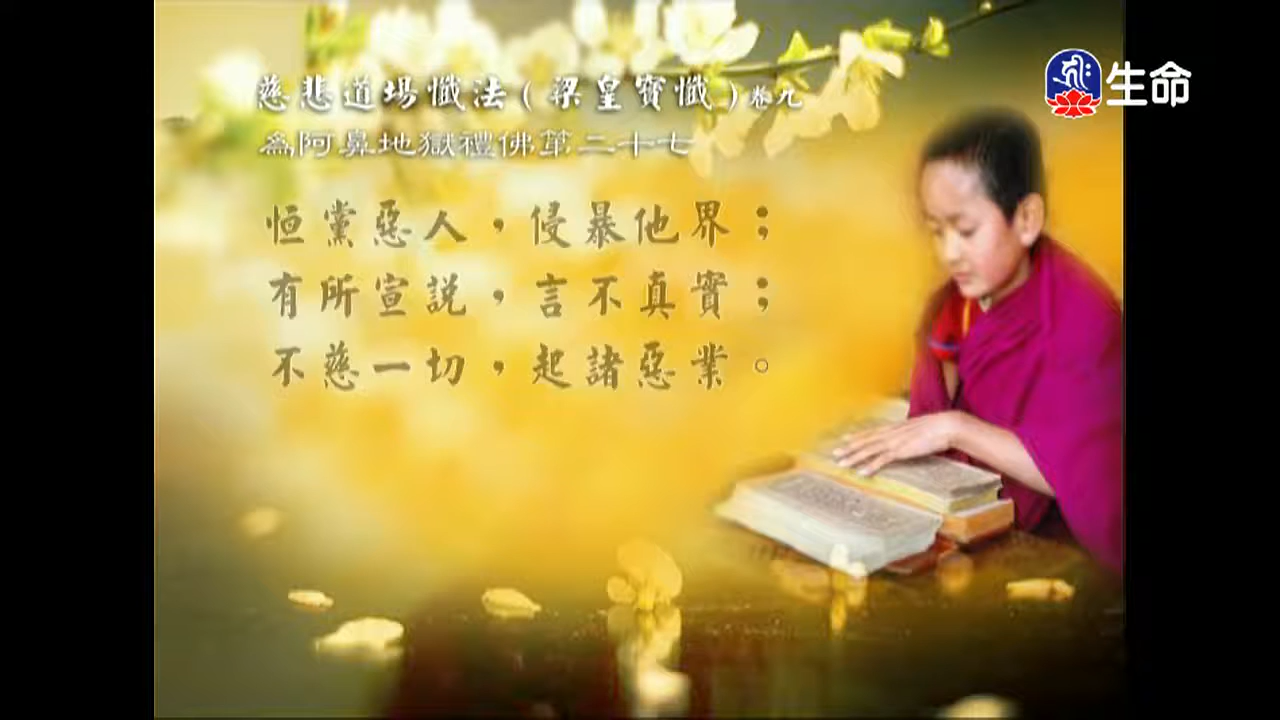 慈悲道場懺法(梁皇寶懺)卷九
為阿鼻地獄禮佛第二十七
恒黨惡人，侵暴他界；
有所宣說，言不真實；
不慈一切，起諸惡業。
生命